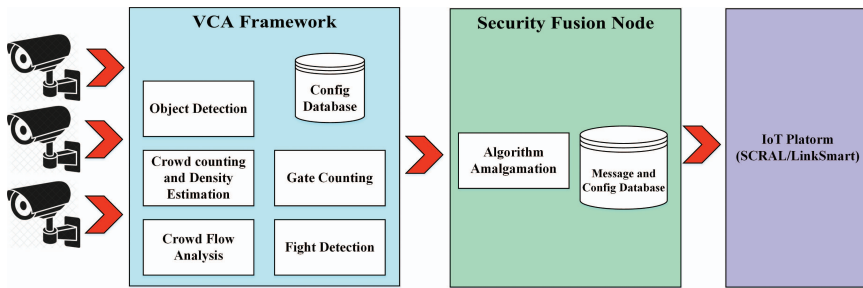 VCA Framework
Object Detection
Config
Database
Crowd counting
and Density
Estimation
Gate Counting
Crowd Flow
Analysis
Fight Detection
Security Fusion Node
Algorithm
Amalgamation
Message and
Config Database
IoT Platorm
(SCRAL/LinkSmart)